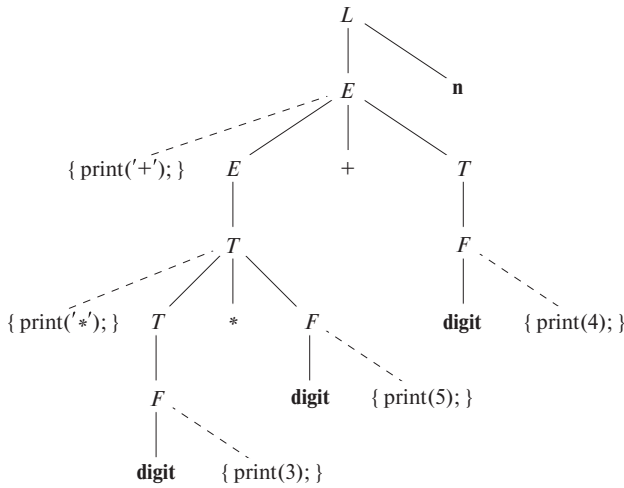 L
E n
{ print('+'); } E + T
T F
{ print('*'); } T * F digit { print(4); }
F digit { print(5); }
digit { print(3); }